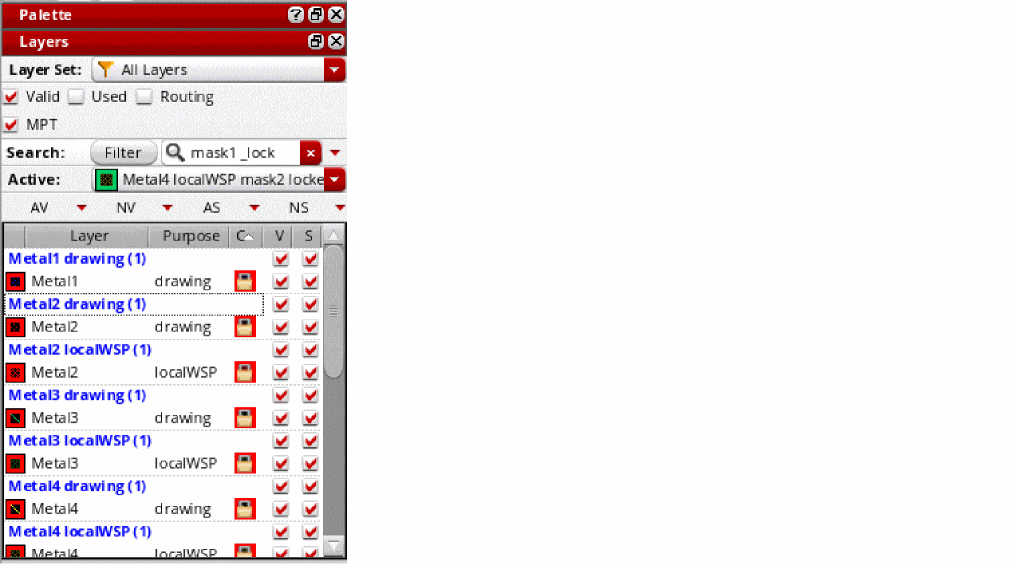 Palette
Layers
Layer Set: All Layers
Valid Used Routing
MPT
Search: Filter mask1 _lock
Active: Metal4 localWSP mask2 locke
AV NV AS NS
Layer Purpose C V S
Metal1 drawing (1)
Metal1 drawing
Metal2 drawing (1)
Metal2 drawing
Metal2 localWSP (1)
Metal2 localWSP
Metal3 drawing (1)
Metal3 drawing
Metal3 localWSP (1)
Metal3 localWSP
Metal4 drawing (1)
Metal4 drawing
Metal4 localWSP (1)
Metal4 localWSP